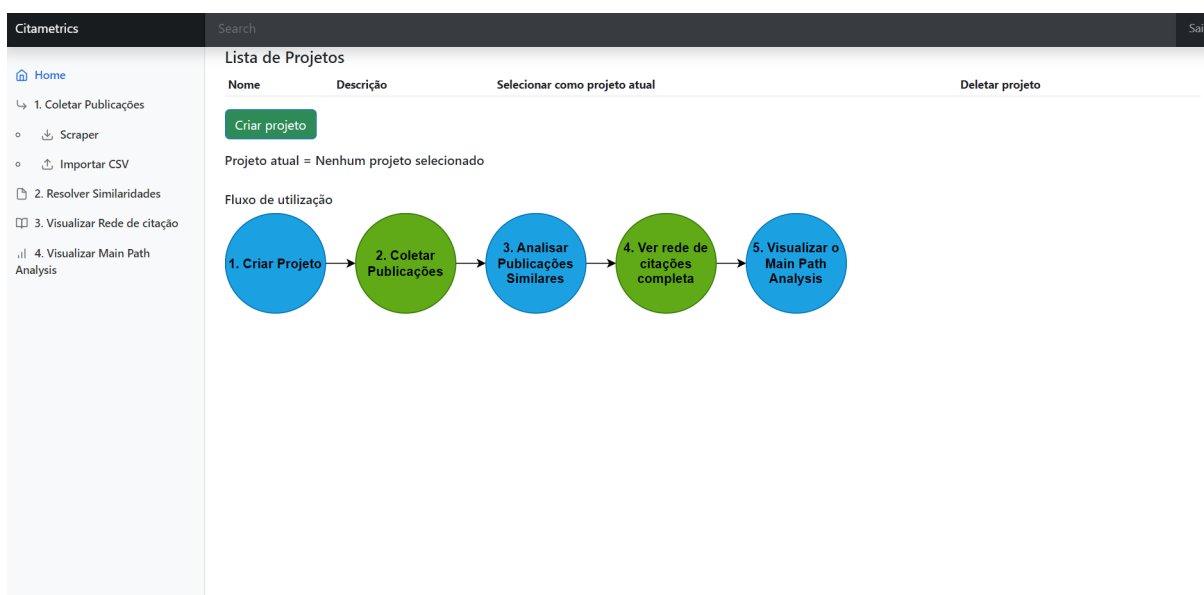 Citametrics
Search
Sai
Home
1. Coletar Publicações
Scraper
Importar CSV
2. Resolver Similaridades
3. Visualizar Rede de citação
4. Visualizar Main Path
Analysis
Lista de Projetos
Nome Descrição Selecionar como projeto atual Deletar projeto
Criar projeto
Projeto atual = Nenhum projeto selecionado
Fluxo de utilização
1. Criar Projeto
2. Coletar
Publicações
3. Analisar
Publicações
Similares
4. Ver rede de
citações
completa
5. Visualizar o
Main Path
Analysis